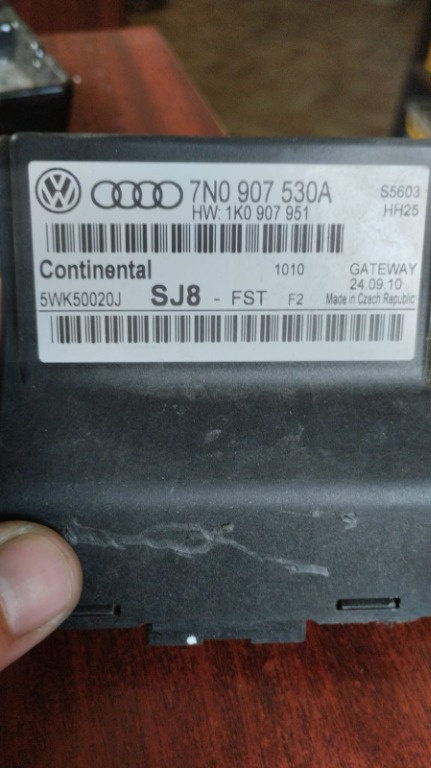 7N0 907 530A S5603
HW: 1K0 907 951 HH25
Continental 1010 GATEWAY
24.09.10
5WK50020J SJ8 - FST F2 Made in Czech Republic